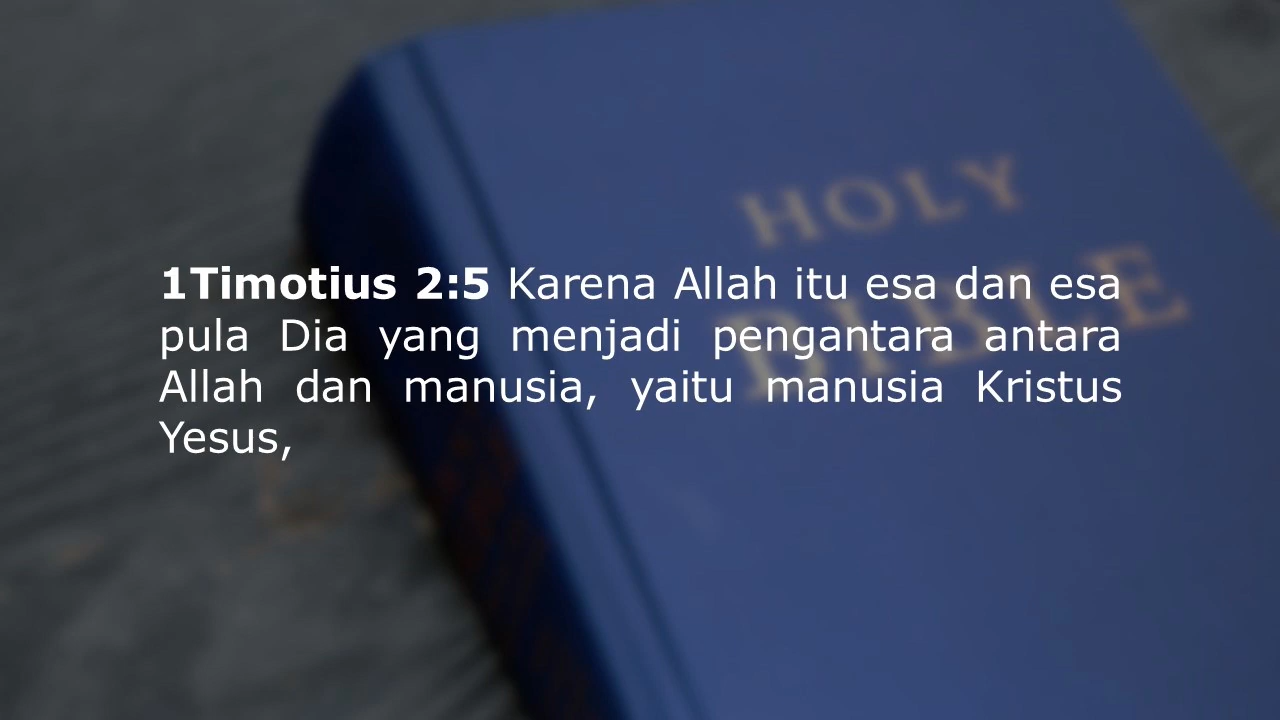 HOLY
BIBLE
1Timotius 2:5 Karena Allah itu esa dan esa
pula Dia yang menjadi pengantara antara
Allah dan manusia, yaitu manusia Kristus
Yesus,